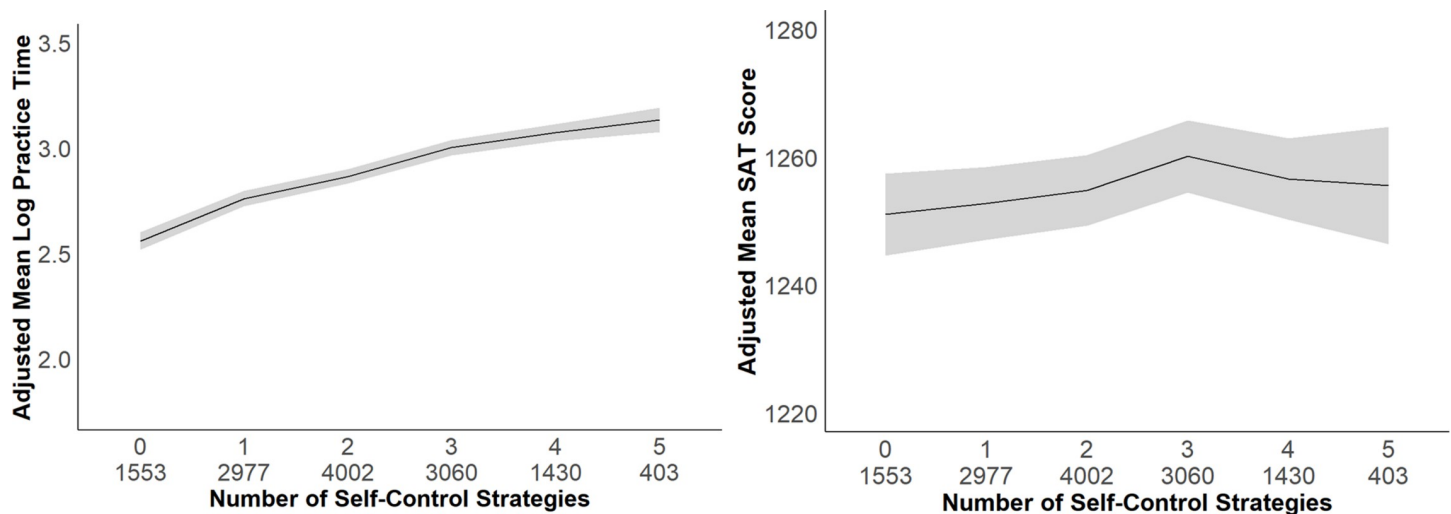 Adjusted Mean Log Practice Time
3.5
3.0
2.5
2.0
0 1 2 3 4 5
1553 2977 4002 3060 1430 403
Number of Self-Control Strategies
Adjusted Mean SAT Score
1280
1260
1240
1220
0 1 2 3 4 5
1553 2977 4002 3060 1430 403
Number of Self-Control Strategies